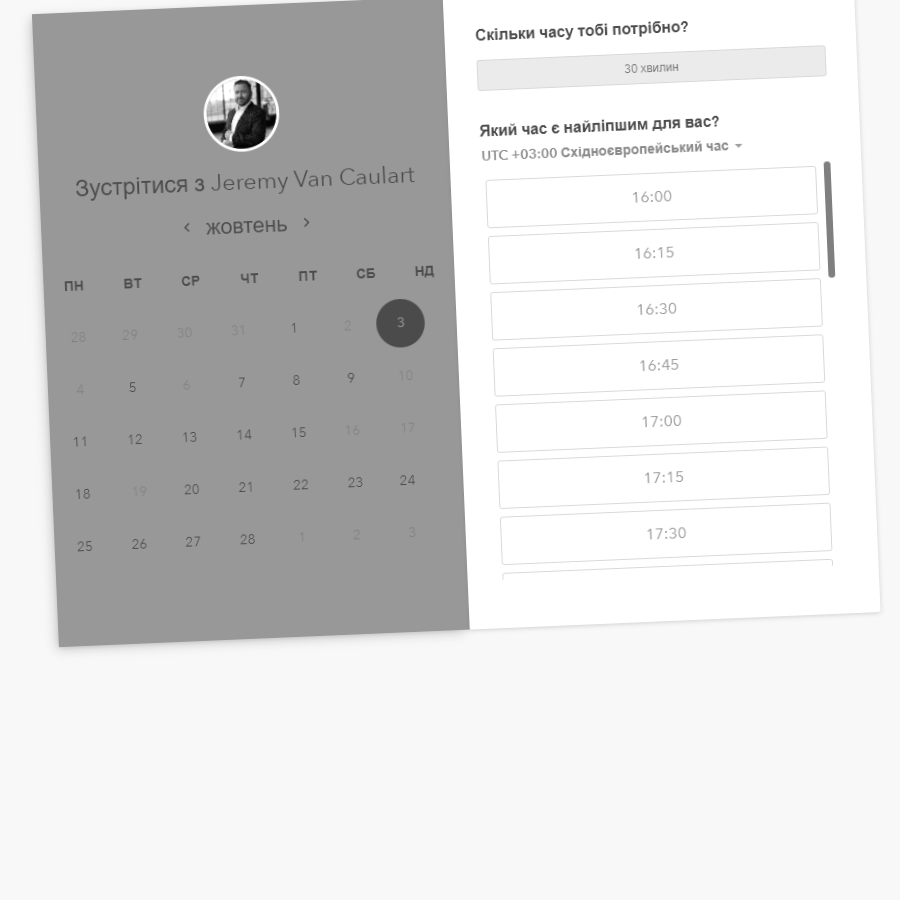 Зустрітися з Jeremy Van Caulart
жовтень
ПН ВТ СР ЧТ ПТ СБ НД
28 29 30 31 1 2 3
4 5 6 7 8 9 10
11 12 13 14 15 16 17
18 19 20 21 22 23 24
25 26 27 28 1 2 3
Скільки часу тобі потрібно?
30 хвилин
Який час є найліпшим для вас?
UTC +03:00 Східноєвропейський час
16:00
16:15
16:30
16:45
17:00
17:15
17:30